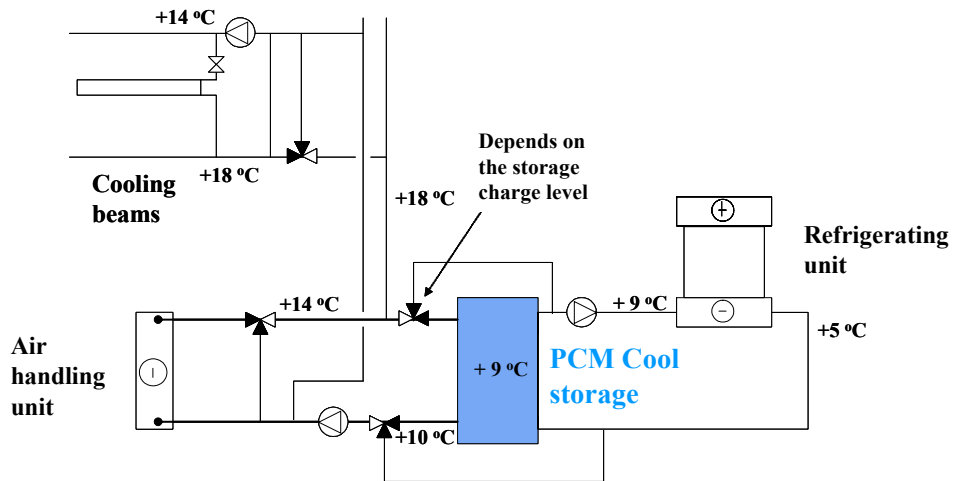 +14 ºC
+18 ºC
Cooling
beams
Depends on
the storage
charge level
+18 ºC
Refrigerating
unit
+14 ºC
+ 9 ºC
+5 ºC
Air
handling
unit
+ 9 ºC
PCM Cool
storage
+10 ºC